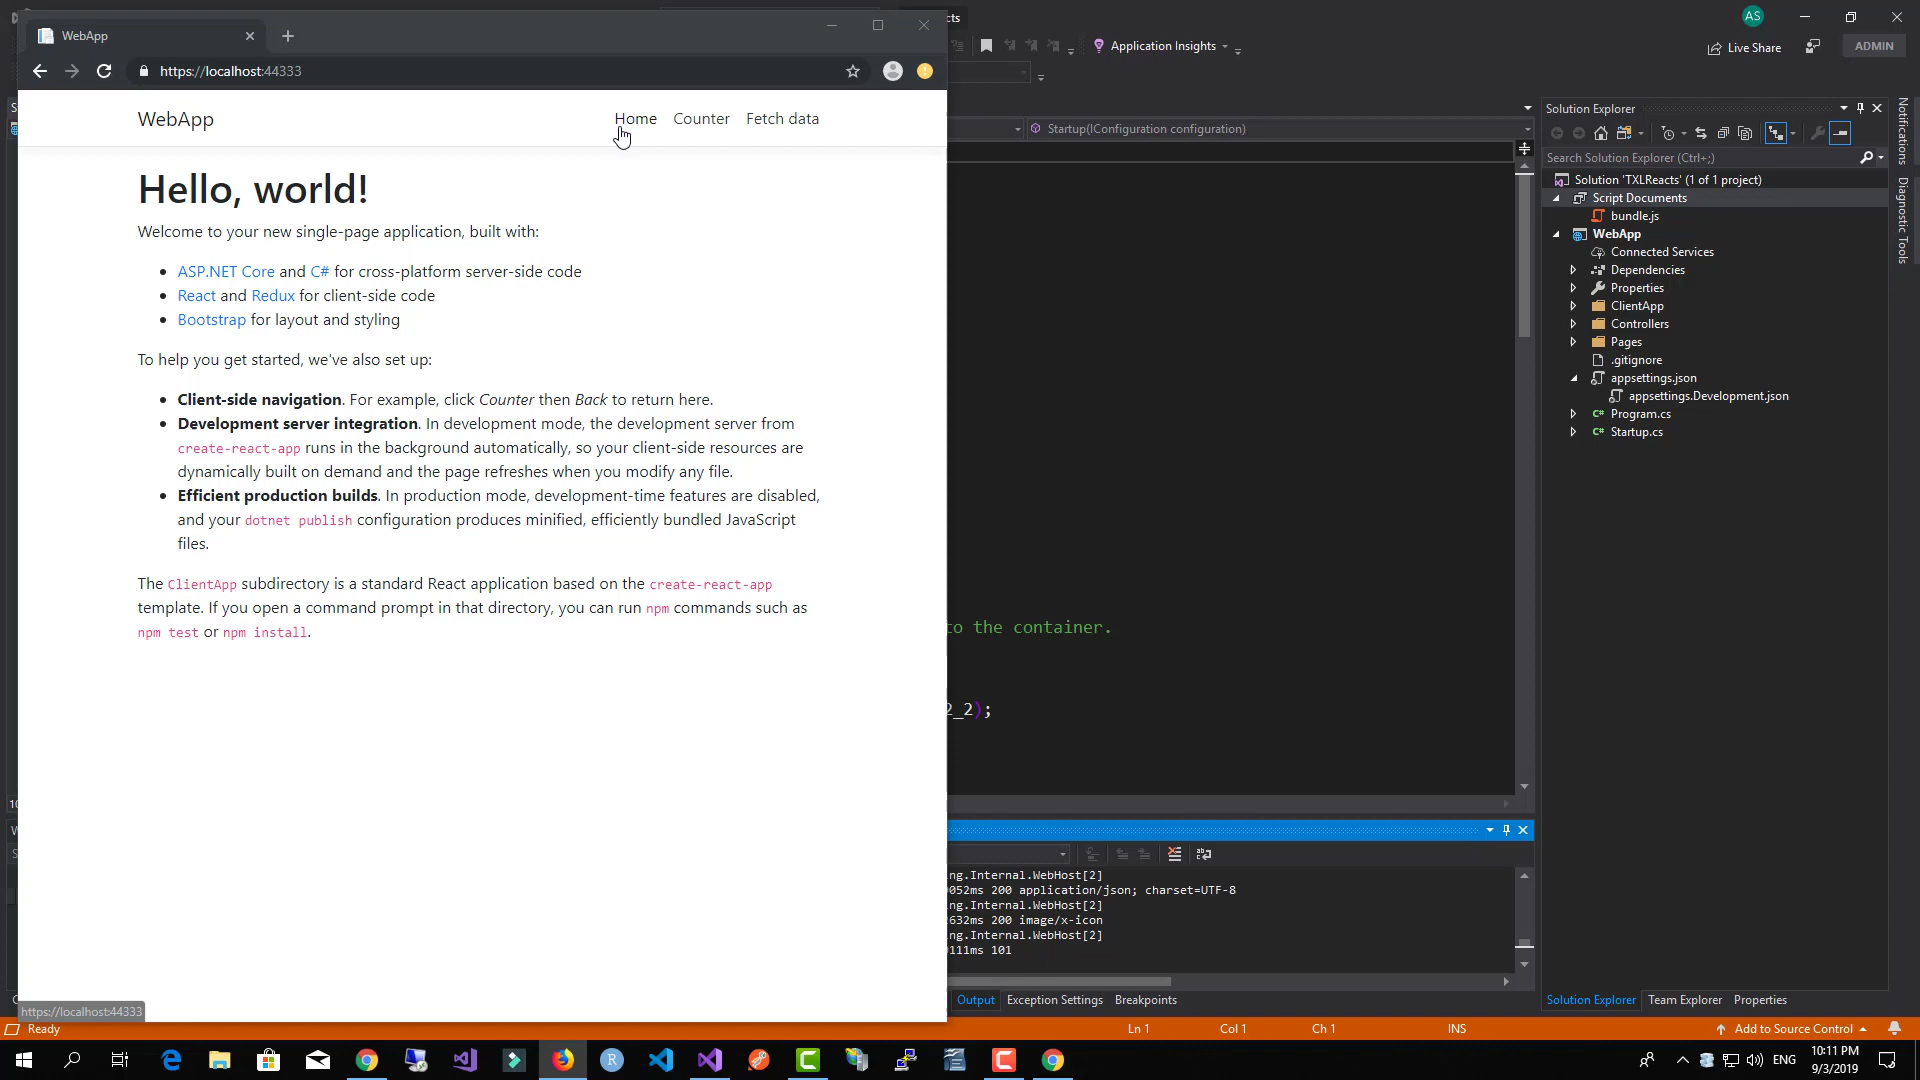 WebApp
https://localhost:44333
WebApp
Home
Counter
Fetch data
Hello, world!
Welcome to your new single-page application, built with:
ASP.NET Core and C# for cross-platform server-side code
React and Redux for client-side code
Bootstrap for layout and styling
To help you get started, we've also set up:
Client-side navigation. For example, click Counter then Back to return here.
Development server integration. In development mode, the development server from
create-react-app runs in the background automatically, so your client-side resources are
dynamically built on demand and the page refreshes when you modify any file.
Efficient production builds. In production mode, development-time features are disabled,
and your dotnet publish configuration produces minified, efficiently bundled JavaScript
files.
The ClientApp subdirectory is a standard React application based on the create-react-app
template. If you open a command prompt in that directory, you can run npm commands such as
npm test or npm install.
https://localhost:44333
cts
Application Insights
AS
Live Share
ADMIN
Startup(IConfiguration configuration)
to the container.
2_2);
ng.Internal.WebHost[2]
052ms 200 application/json; charset=UTF-8
ng.Internal.WebHost[2]
632ms 200 image/x-icon
ng.Internal.WebHost[2]
111ms 101
Output
Exception Settings
Breakpoints
Solution Explorer
Search Solution Explorer (Ctrl+;)
Solution 'TXLReacts' (1 of 1 project)
Script Documents
bundle.js
WebApp
Connected Services
Dependencies
Properties
ClientApp
Controllers
Pages
.gitignore
appsettings.json
appsettings.Development.json
C# Program.cs
C# Startup.cs
Solution Explorer
Team Explorer
Properties
Notifications
Diagnostic Tools
Ready
Ln 1
Col 1
Ch 1
INS
Add to Source Control
ENG
10:11 PM
9/3/2019